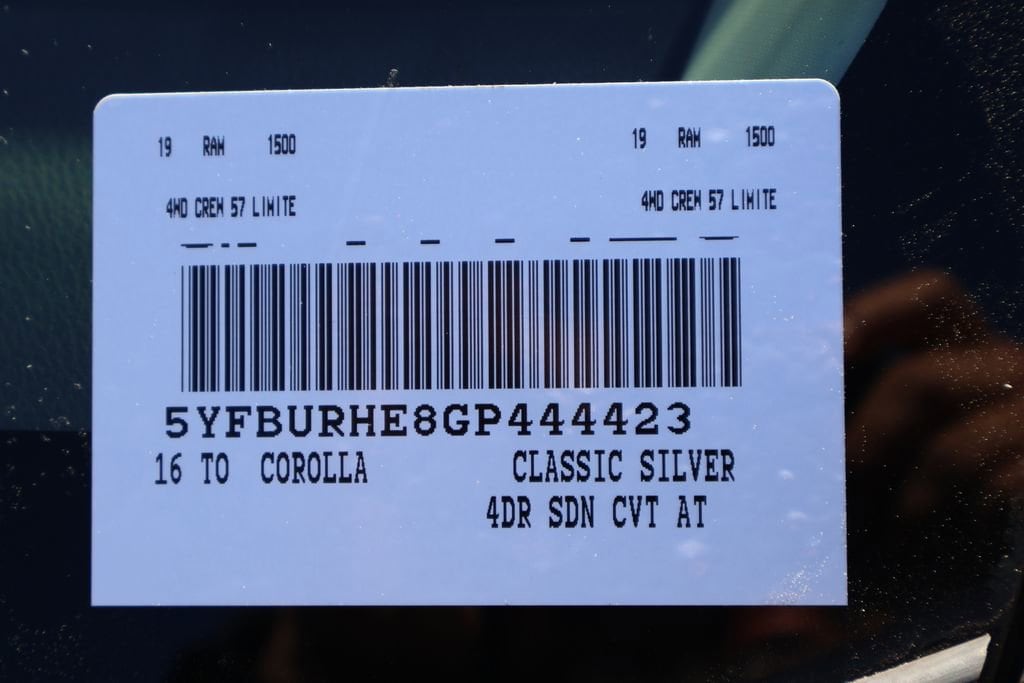 19 RAM 1500 19 RAM 1500
4WD CREW 57 LIMITE 4WD CREW 57 LIMITE
5YFBURHE8GP444423
16 TO COROLLA CLASSIC SILVER
4DR SDN CVT AT